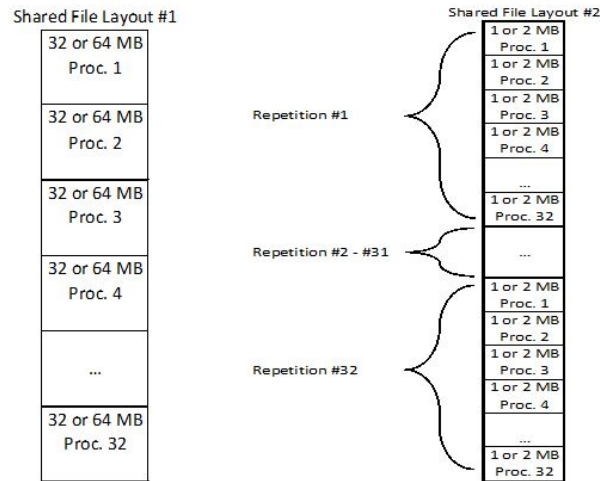 Shared File Layout #1
32 or 64 MB
Proc. 1
32 or 64 MB
Proc. 2
32 or 64 MB
Proc. 3
32 or 64 MB
Proc. 4
...
32 or 64 MB
Proc. 32
Shared File Layout #2
Repetition #1
1 or 2 MB
Proc. 1
1 or 2 MB
Proc. 2
1 or 2 MB
Proc. 3
1 or 2 MB
Proc. 4
...
1 or 2 MB
Proc. 32
Repetition #2 - #31
...
Repetition #32
1 or 2 MB
Proc. 1
1 or 2 MB
Proc. 2
1 or 2 MB
Proc. 3
1 or 2 MB
Proc. 4
...
1 or 2 MB
Proc. 32